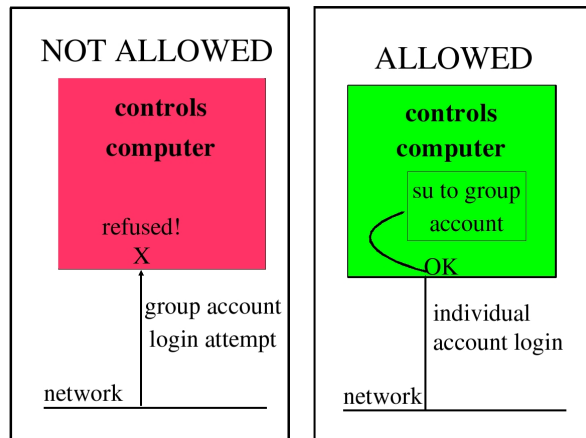 NOT ALLOWED
controls
computer
refused!
X
group account
login attempt
network
ALLOWED
controls
computer
su to group
account
OK
individual
account login
network